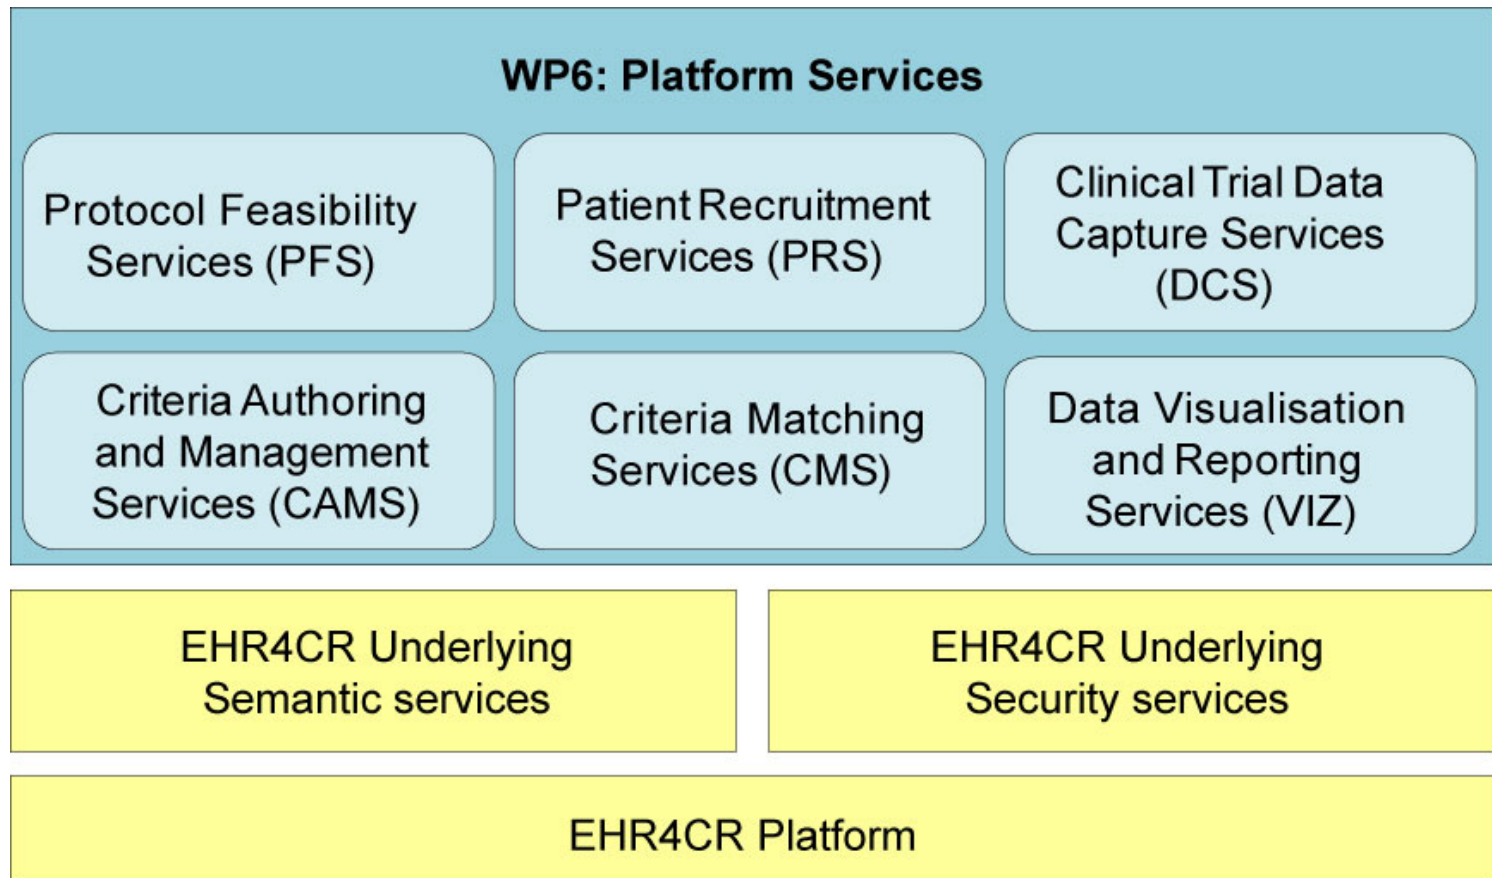 WP6: Platform Services
Protocol Feasibility
Services (PFS)
Patient Recruitment
Services (PRS)
Clinical Trial Data
Capture Services
(DCS)
Criteria Authoring
and Management
Services (CAMS)
Criteria Matching
Services (CMS)
Data Visualisation
and Reporting
Services (VIZ)
EHR4CR Underlying
Semantic services
EHR4CR Underlying
Security services
EHR4CR Platform